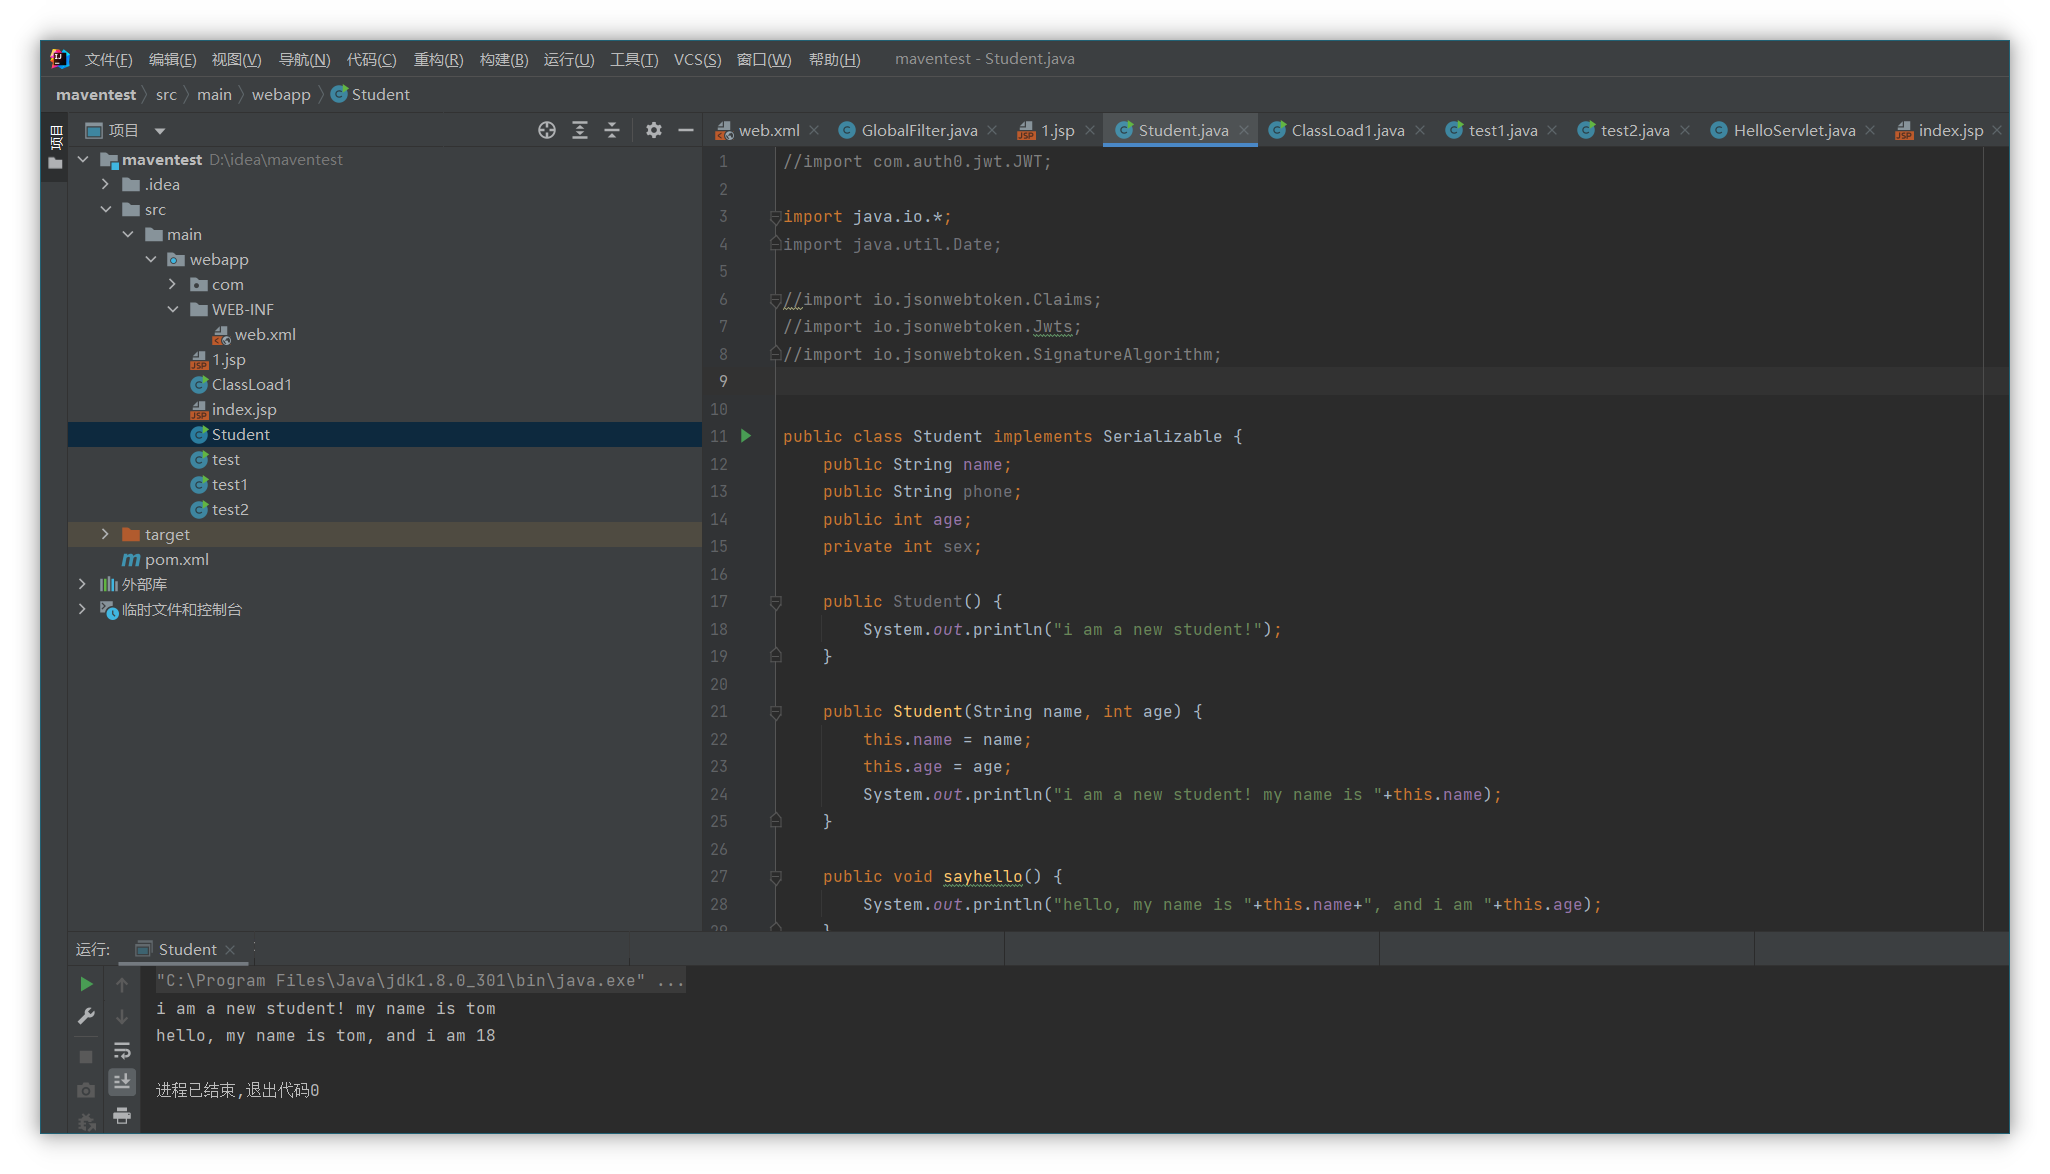 文件(F) 编辑(E) 视图(V) 导航(N) 代码(C) 重构(R) 构建(B) 运行(U) 工具(T) VCS(S) 窗口(W) 帮助(H) maventest - Student.java
maventest src main webapp Student
项目
项目
web.xml GlobalFilter.java 1.jsp Student.java ClassLoad1.java test1.java test2.java HelloServlet.java index.jsp
maventest D:\idea\maventest
.idea
src
main
webapp
com
WEB-INF
web.xml
1.jsp
ClassLoad1
index.jsp
Student
test
test1
test2
target
pom.xml
外部库
临时文件和控制台
1 //import com.auth0.jwt.JWT;
2
3 import java.io.*;
4 import java.util.Date;
5
6 //import io.jsonwebtoken.Claims;
7 //import io.jsonwebtoken.Jwts;
8 //import io.jsonwebtoken.SignatureAlgorithm;
9
10
11 public class Student implements Serializable {
12 public String name;
13 public String phone;
14 public int age;
15 private int sex;
16
17 public Student() {
18 System.out.println("i am a new student!");
19 }
20
21 public Student(String name, int age) {
22 this.name = name;
23 this.age = age;
24 System.out.println("i am a new student! my name is "+this.name);
25 }
26
27 public void sayhello() {
28 System.out.println("hello, my name is "+this.name+", and i am "+this.age);
29 }
运行: Student
"C:\Program Files\Java\jdk1.8.0_301\bin\java.exe" ...
i am a new student! my name is tom
hello, my name is tom, and i am 18
进程已结束,退出代码0